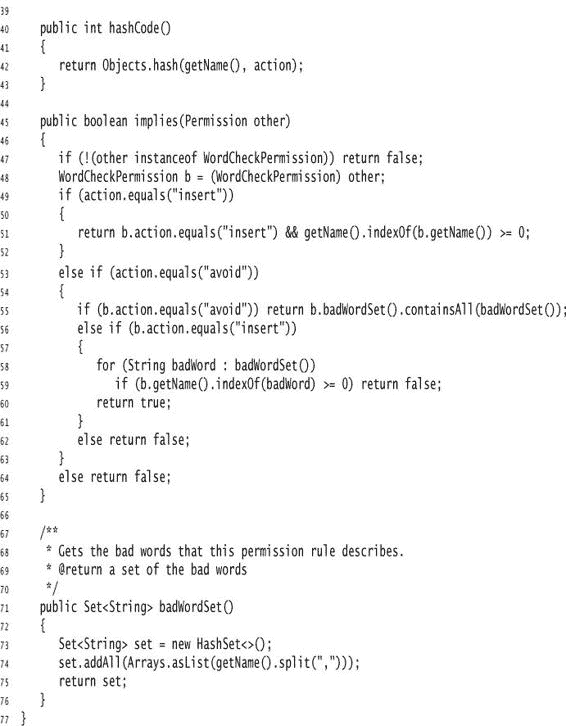 39
40 public int hashCode()
41 {
42 return Objects.hash(getName(), action);
43 }
44
45 public boolean implies(Permission other)
46 {
47 if (!(other instanceof WordCheckPermission)) return false;
48 WordCheckPermission b = (WordCheckPermission) other;
49 if (action.equals("insert"))
50 {
51 return b.action.equals("insert") && getName().indexOf(b.getName()) >= 0;
52 }
53 else if (action.equals("avoid"))
54 {
55 if (b.action.equals("avoid")) return b.badWordSet().containsAll(badWordSet());
56 else if (b.action.equals("insert"))
57 {
58 for (String badWord : badWordSet())
59 if (b.getName().indexOf(badWord) >= 0) return false;
60 return true;
61 }
62 else return false;
63 }
64 else return false;
65 }
66
67 /**
68 * Gets the bad words that this permission rule describes.
69 * @return a set of the bad words
70 */
71 public Set<String> badWordSet()
72 {
73 Set<String> set = new HashSet<>();
74 set.addAll(Arrays.asList(getName().split(",")));
75 return set;
76 }
77 }